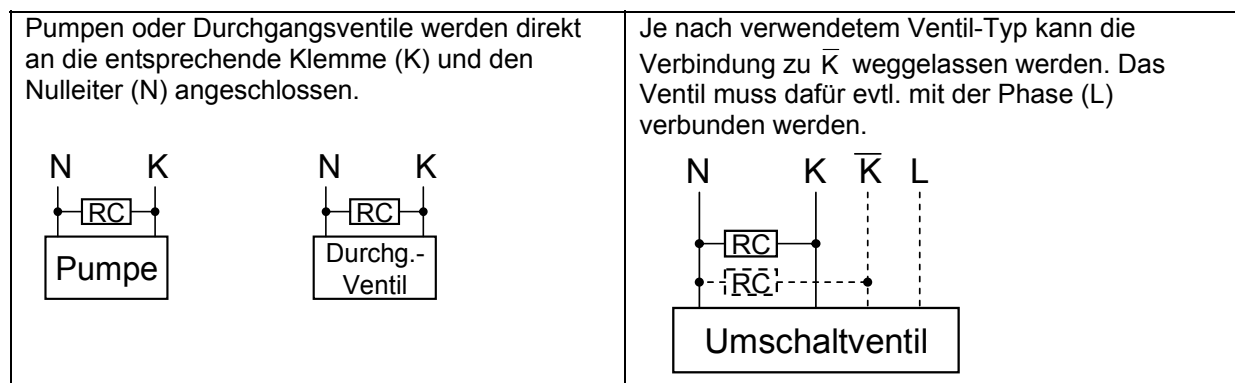 Pumpen oder Durchgangsventile werden direkt
an die entsprechende Klemme (K) und den
Nulleiter (N) angeschlossen.
N K
RC
Pumpe
N K
RC
Durchg.-
Ventil
Je nach verwendetem Ventil-Typ kann die
Verbindung zu K̅ weggelassen werden. Das
Ventil muss dafür evtl. mit der Phase (L)
verbunden werden.
N K K̅ L
RC
RC
Umschaltventil